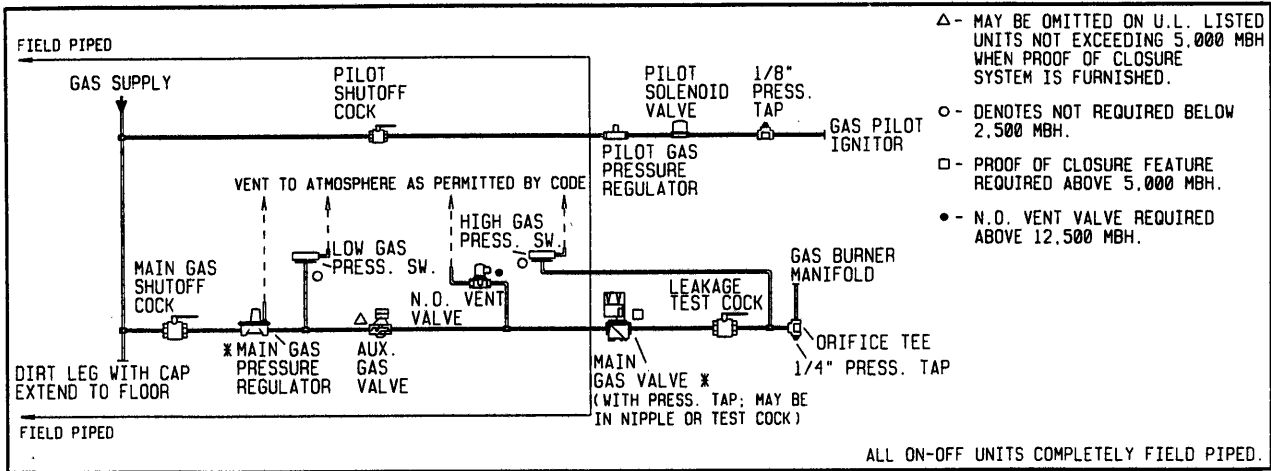 FIELD PIPED
GAS SUPPLY
PILOT
SHUTOFF
COCK
PILOT
SOLENOID
VALVE
1/8"
PRESS.
TAP
GAS PILOT
IGNITOR
PILOT GAS
PRESSURE
REGULATOR
△ - MAY BE OMITTED ON U.L. LISTED
UNITS NOT EXCEEDING 5,000 MBH
WHEN PROOF OF CLOSURE
SYSTEM IS FURNISHED.
○ - DENOTES NOT REQUIRED BELOW
2,500 MBH.
□ - PROOF OF CLOSURE FEATURE
REQUIRED ABOVE 5,000 MBH.
● - N.O. VENT VALVE REQUIRED
ABOVE 12,500 MBH.
VENT TO ATMOSPHERE AS PERMITTED BY CODE
LOW GAS
PRESS. SW.
HIGH GAS
PRESS. SW.
MAIN GAS
SHUTOFF
COCK
N.O. VENT
VALVE
LEAKAGE
TEST COCK
GAS BURNER
MANIFOLD
* MAIN GAS
PRESSURE
REGULATOR
AUX.
GAS
VALVE
MAIN
GAS VALVE *
(WITH PRESS. TAP; MAY BE
IN NIPPLE OR TEST COCK)
ORIFICE TEE
1/4" PRESS. TAP
DIRT LEG WITH CAP
EXTEND TO FLOOR
FIELD PIPED
ALL ON-OFF UNITS COMPLETELY FIELD PIPED.